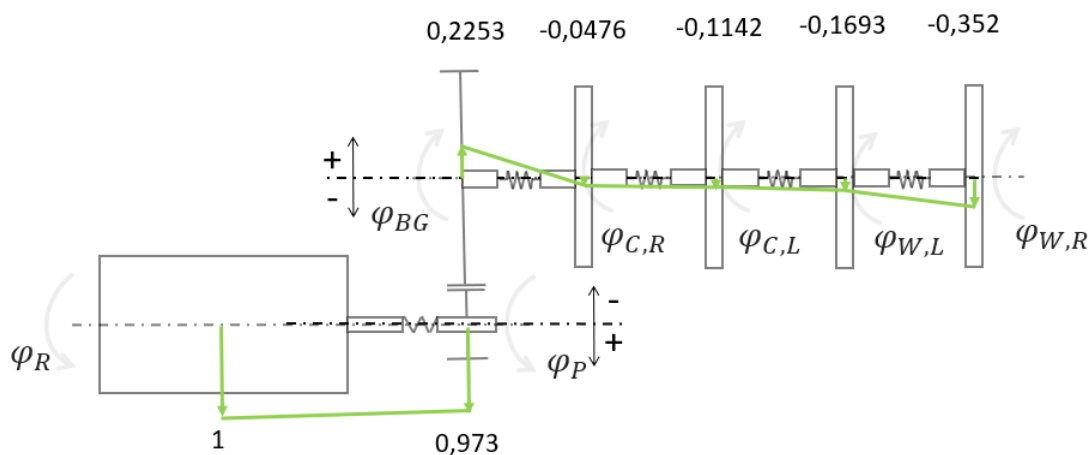 0,2253 -0,0476 -0,1142 -0,1693 -0,352
+
-
φ_BG φ_C,R φ_C,L φ_W,L φ_W,R
-
+
φ_R φ_P
1 0,973